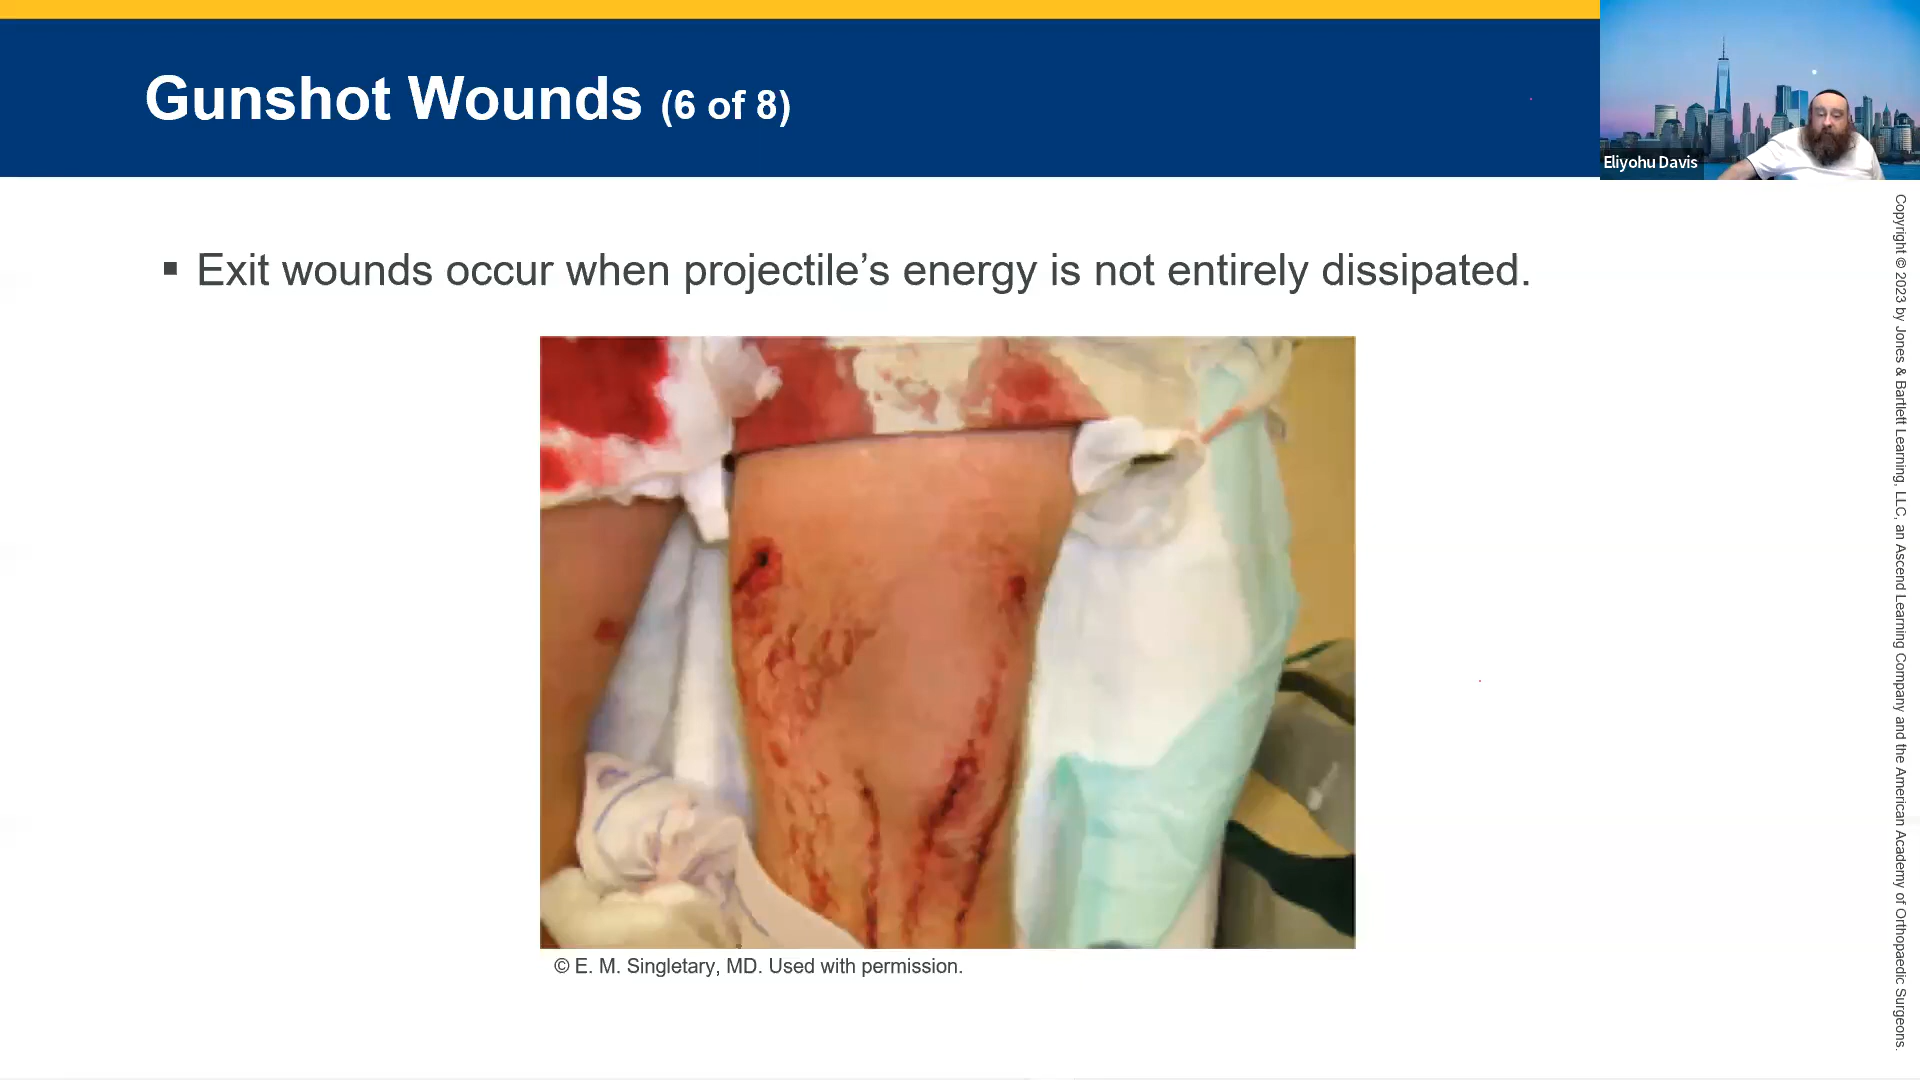 Gunshot Wounds (6 of 8)
Eliyohu Davis
▪ Exit wounds occur when projectile’s energy is not entirely dissipated.
© E. M. Singletary, MD. Used with permission.
Copyright © 2023 by Jones & Bartlett Learning, LLC, an Ascend Learning Company and the American Academy of Orthopaedic Surgeons.